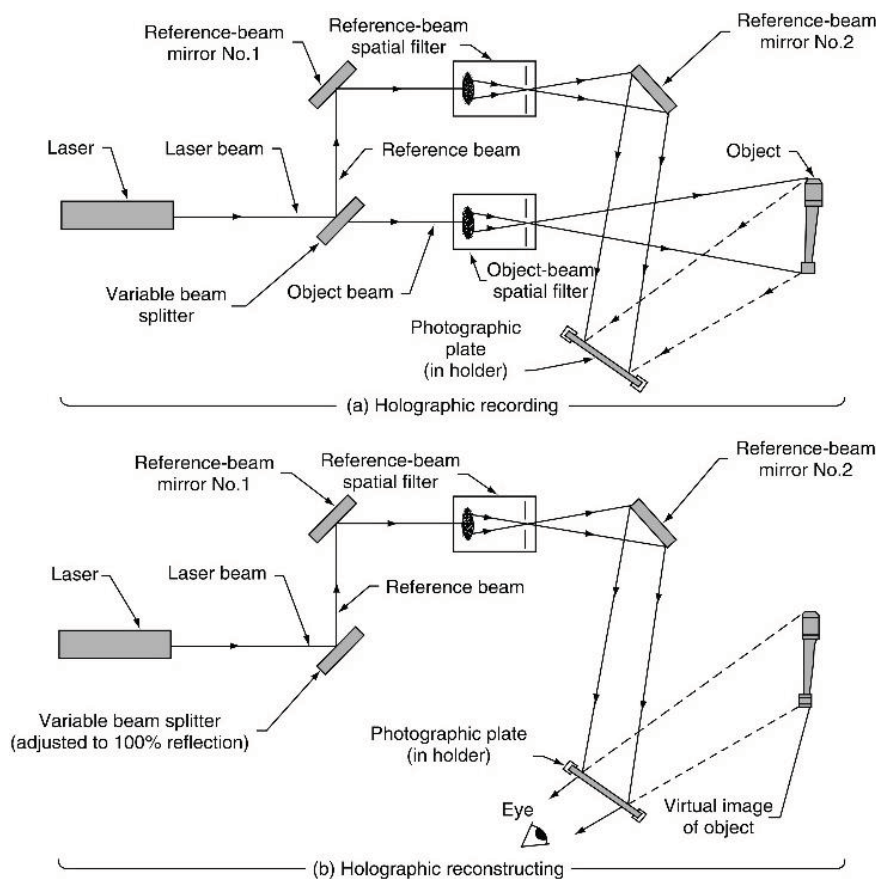 Reference-beam
mirror No.1
Reference-beam
spatial filter
Reference-beam
mirror No.2
Laser
Laser beam
Reference beam
Object
Variable beam
splitter
Object beam
Object-beam
spatial filter
Photographic
plate
(in holder)
(a) Holographic recording
Reference-beam
mirror No.1
Reference-beam
spatial filter
Reference-beam
mirror No.2
Laser
Laser beam
Reference beam
Variable beam splitter
(adjusted to 100% reflection)
Photographic plate
(in holder)
Eye
Virtual image
of object
(b) Holographic reconstructing